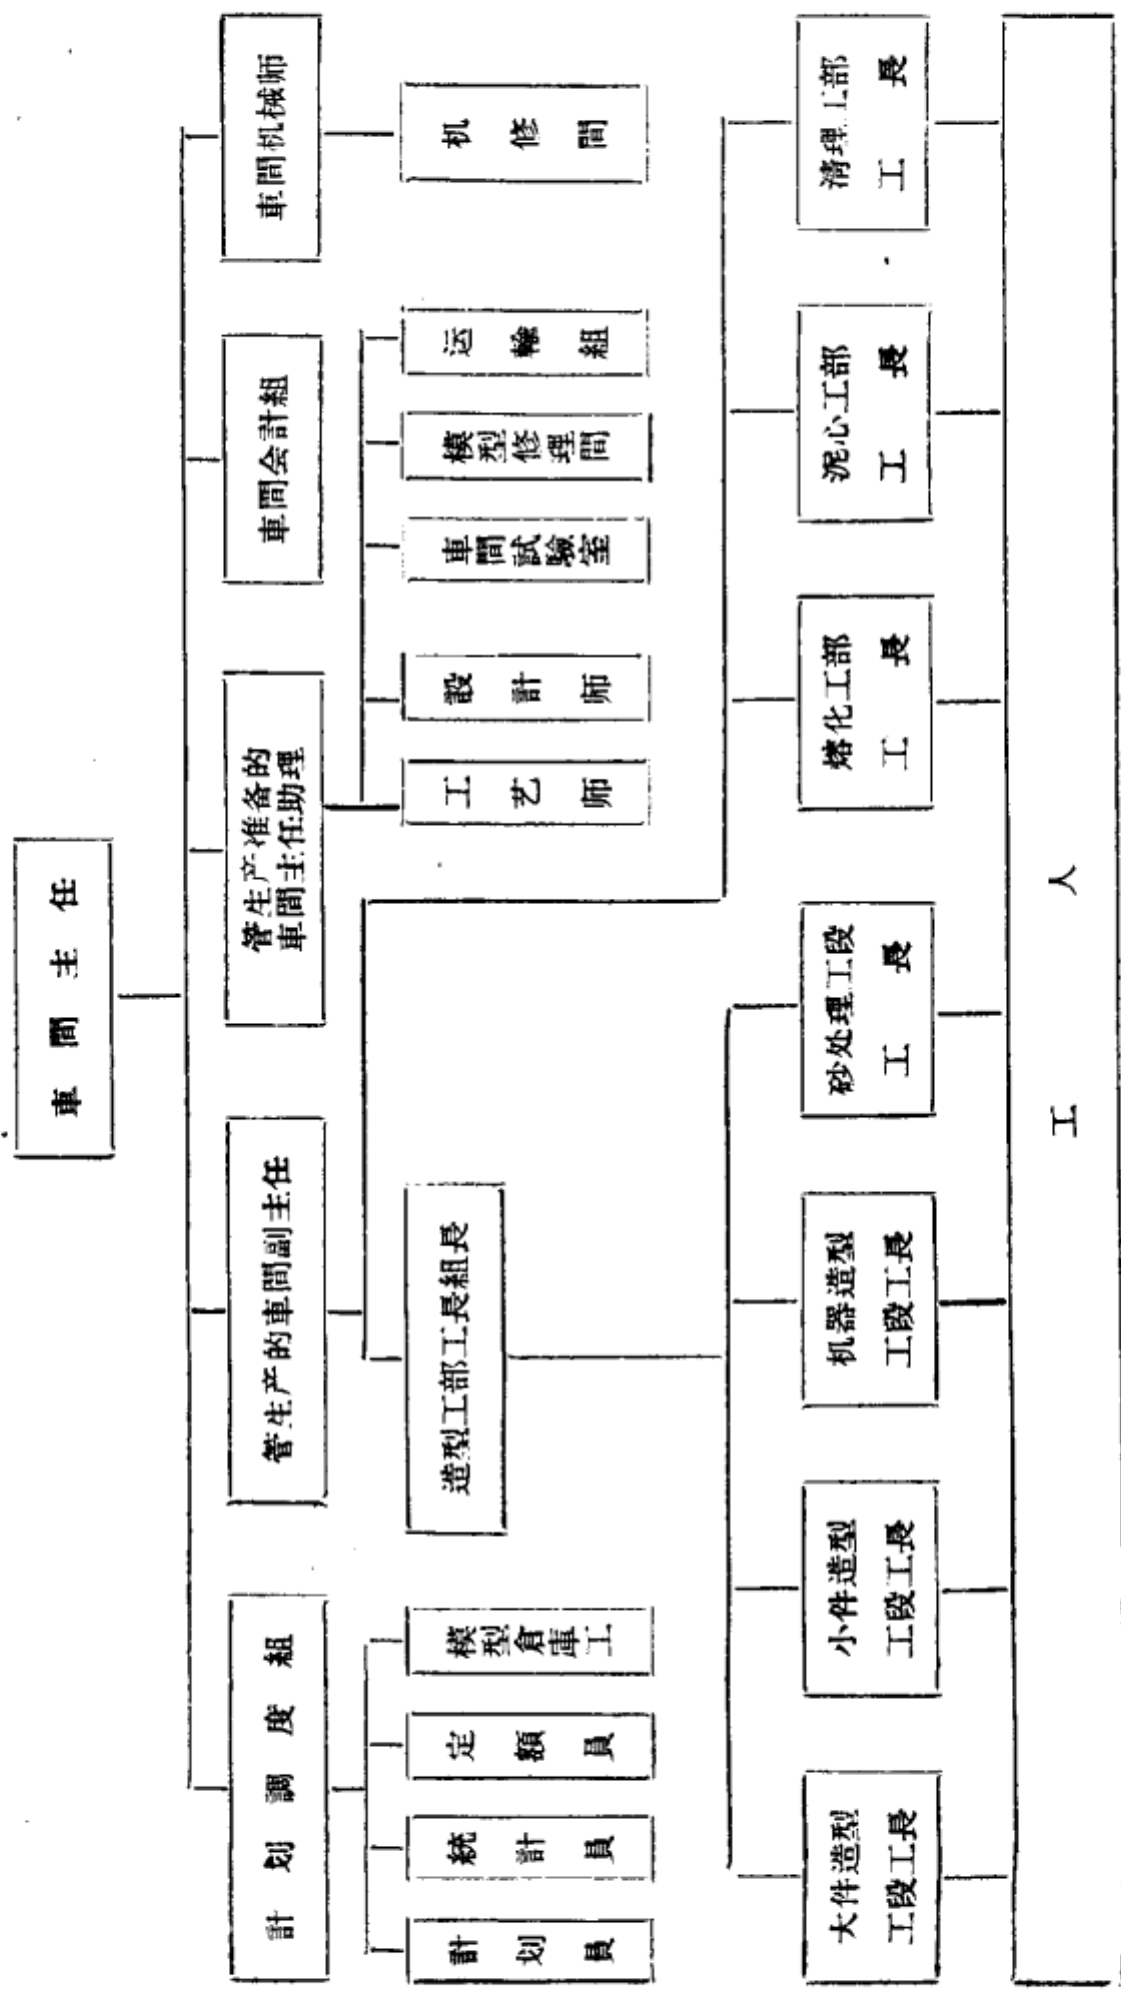 車間主任
計划調度組
管生产的車間副主任
管生产准备的
車間主任助理
車間会計組
車間机械师
計划員
統計員
定額員
模型倉庫工
造型工部工長組長
工艺师
設計师
車間試驗室
模型修理間
运輸組
机修間
大件造型
工段工長
小件造型
工段工長
机器造型
工段工長
砂处理工段
工長
熔化工部
工長
泥心工部
工長
清理工部
工長
工人